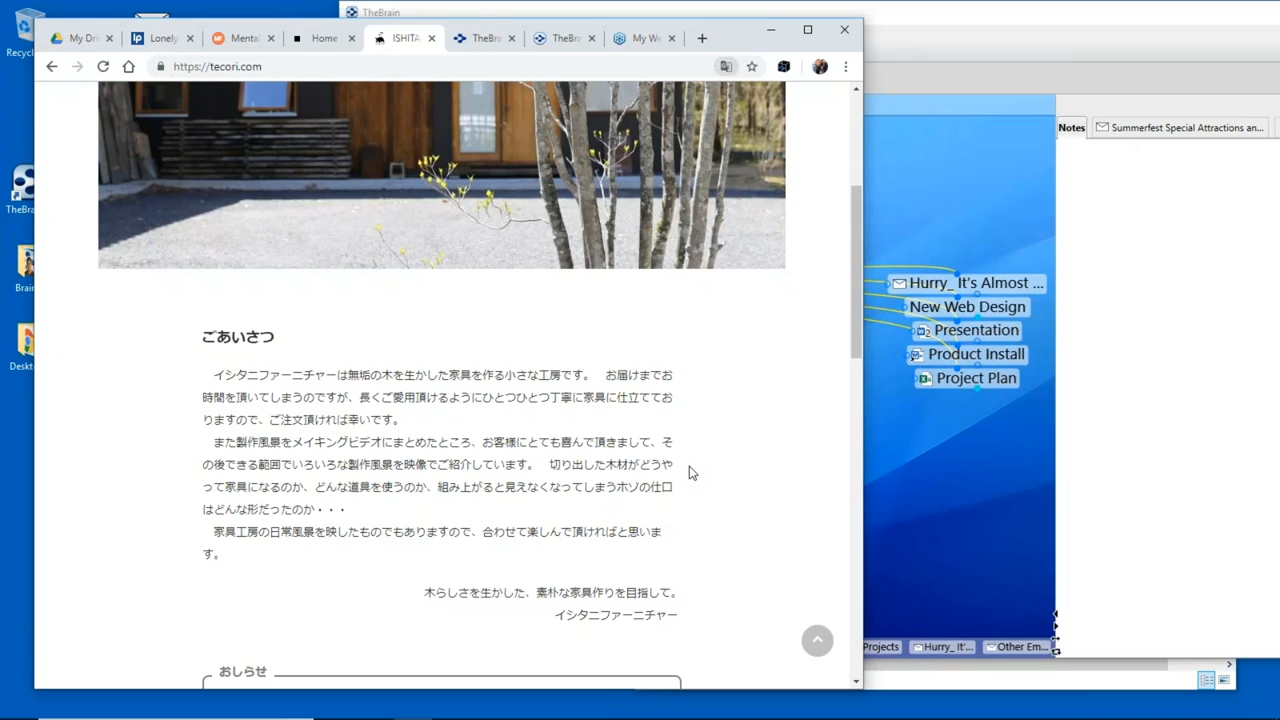 TheBrain
Recyc
My Dri
Lonely
Mental
Home
ISHITA
TheBra
TheBra
My We
https://tecori.com
Notes
Summerfest Special Attractions an...
TheBra
Brain
Deskt
Hurry_ It's Almost ...
New Web Design
Presentation
Product Install
Project Plan
ごあいさつ
イシタニファーニチャーは無垢の木を生かした家具を作る小さな工房です。 お届けまでお
時間を頂いてしまうのですが、長くご愛用頂けるようにひとつひとつ丁寧に家具に仕立ててお
りますので、ご注文頂ければ幸いです。
また製作風景をメイキングビデオにまとめたところ、お客様にとても喜んで頂きまして、そ
の後できる範囲でいろいろな製作風景を映像でご紹介しています。 切り出した木材がどうや
って家具になるのか、どんな道具を使うのか、組み上がると見えなくなってしまうホゾの仕口
はどんな形だったのか・・・
家具工房の日常風景を映したものでもありますので、合わせて楽しんで頂ければと思いま
す。
木らしさを生かした、素朴な家具作りを目指して。
イシタニファーニチャー
おしらせ
Projects
Hurry_ It'...
Other Em...